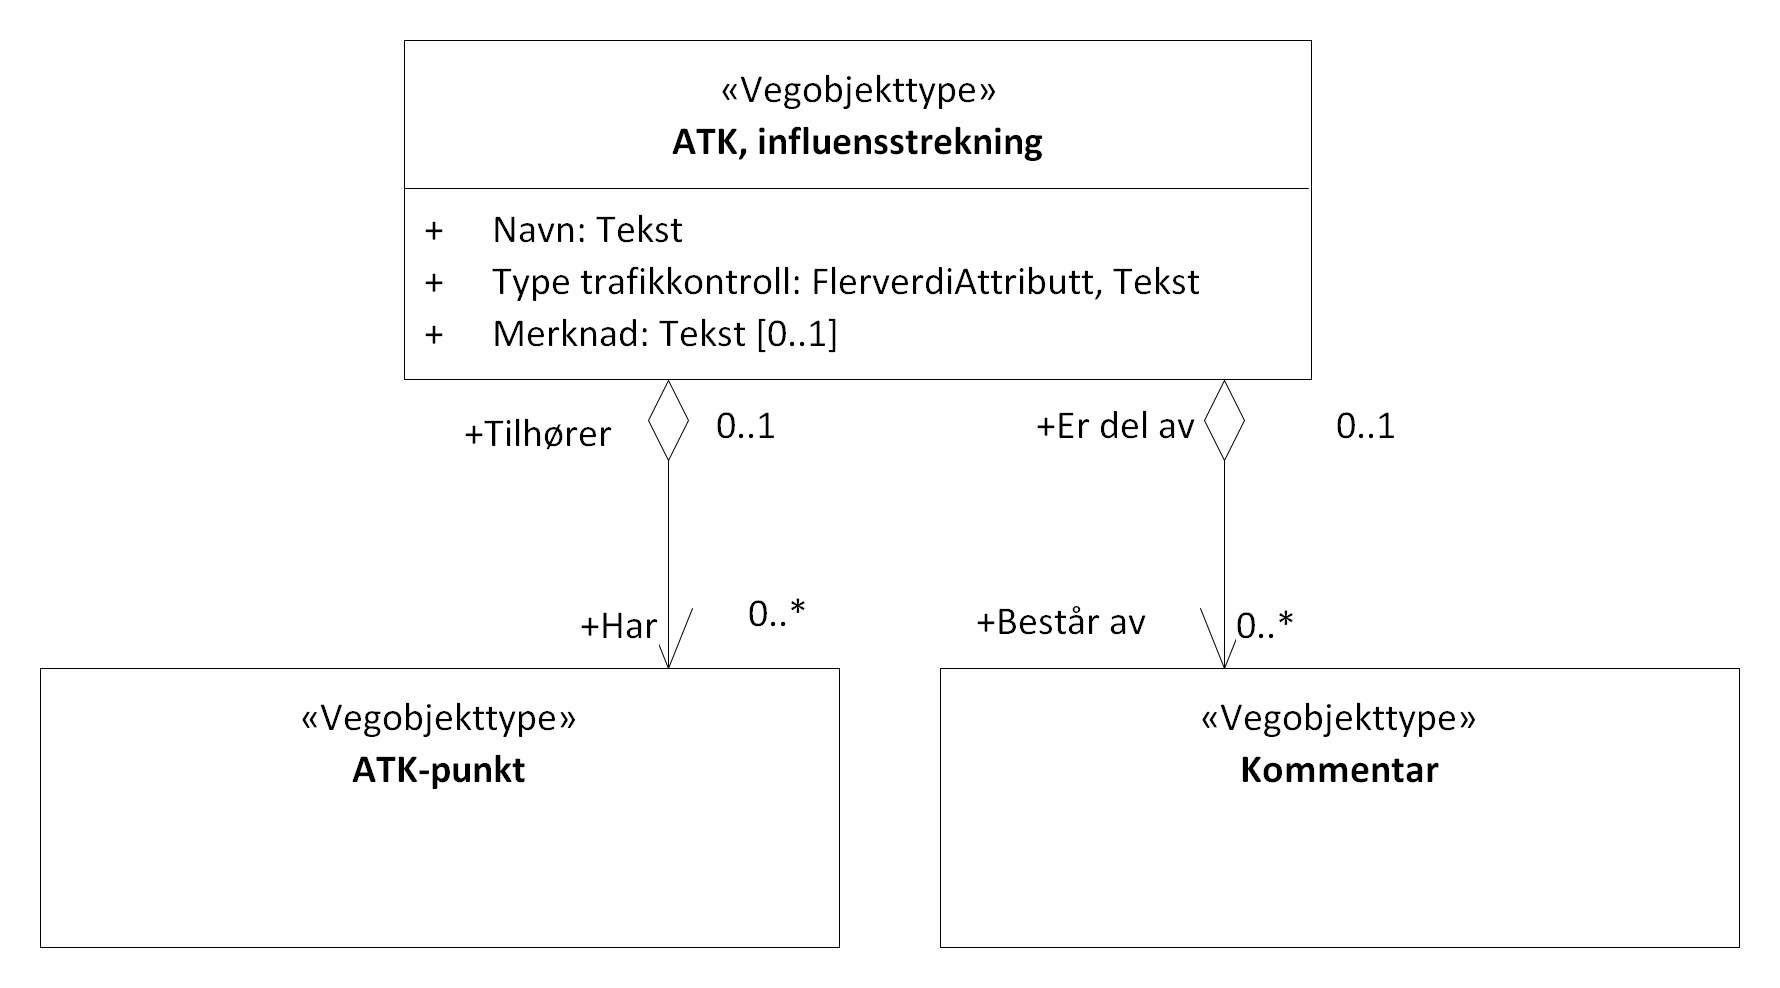 «Vegobjekttype»
ATK, influensstrekning
+ Navn: Tekst
+ Type trafikkontroll: FlerverdiAttributt, Tekst
+ Merknad: Tekst [0..1]
+Tilhører 0..1
+Er del av 0..1
+Har 0..*
+Består av 0..*
«Vegobjekttype»
ATK-punkt
«Vegobjekttype»
Kommentar